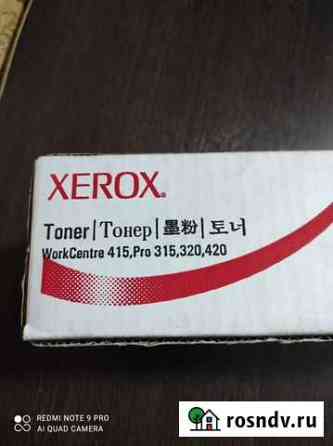 XEROX.
Toner|Тонер|墨粉|토너
WorkCentre 415,Pro 315,320,420
REDMI NOTE 9 PRO
AI QUAD CAMERA
rosndv.ru